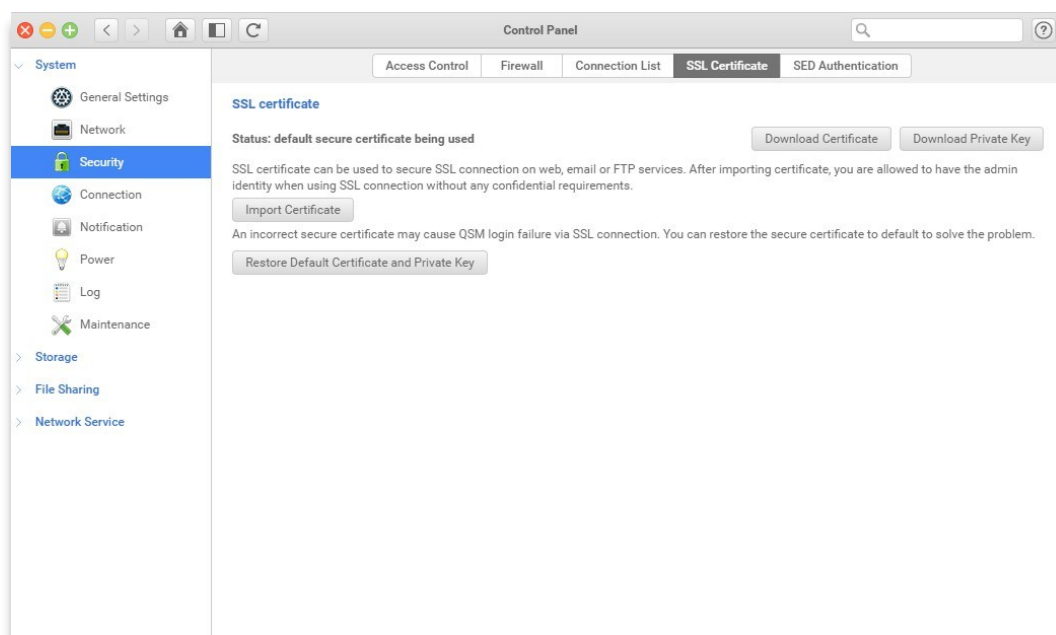 Control Panel
System
General Settings
Network
Security
Connection
Notification
Power
Log
Maintenance
Storage
File Sharing
Network Service
Access Control
Firewall
Connection List
SSL Certificate
SED Authentication
SSL certificate
Status: default secure certificate being used
Download Certificate
Download Private Key
SSL certificate can be used to secure SSL connection on web, email or FTP services. After importing certificate, you are allowed to have the admin
identity when using SSL connection without any confidential requirements.
Import Certificate
An incorrect secure certificate may cause QSM login failure via SSL connection. You can restore the secure certificate to default to solve the problem.
Restore Default Certificate and Private Key